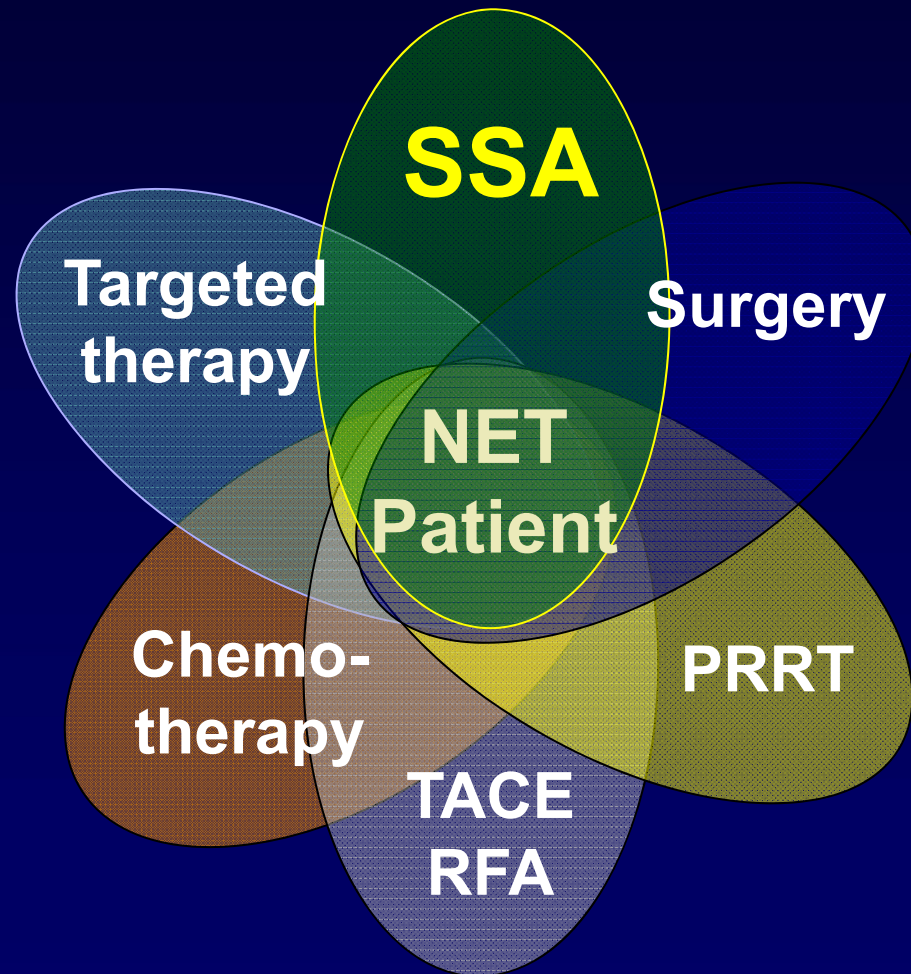 SSA
Targeted
therapy
Surgery
NET
Patient
Chemo-
therapy
PRRT
TACE
RFA